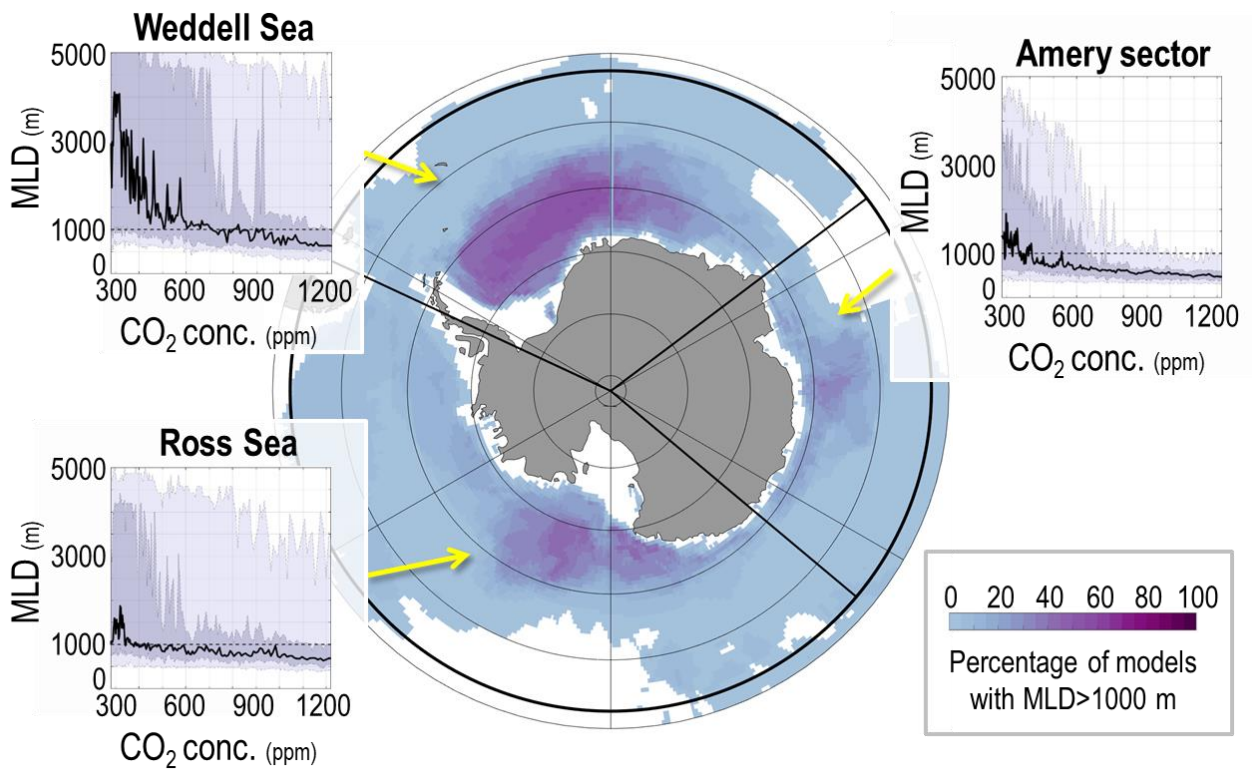 Weddell Sea
5000
3000
1000
0
MLD (m)
300 600 900 1200
CO₂ conc. (ppm)
Amery sector
5000
3000
1000
0
MLD (m)
300 600 900 1200
CO₂ conc. (ppm)
Ross Sea
5000
3000
1000
0
MLD (m)
300 600 900 1200
CO₂ conc. (ppm)
0 20 40 60 80 100
Percentage of models
with MLD>1000 m